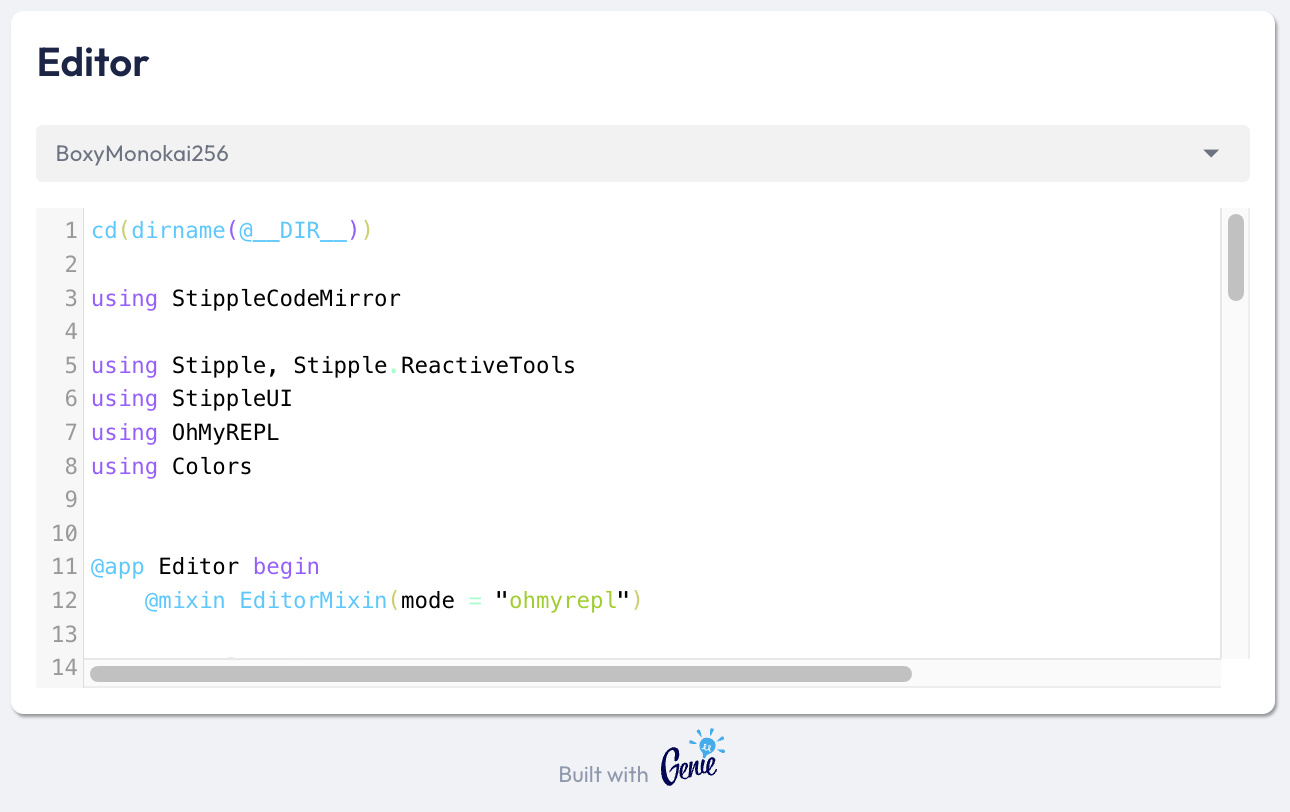 Editor
BoxyMonokai256
1 cd(dirname(@__DIR__))
2
3 using StippleCodeMirror
4
5 using Stipple, Stipple.ReactiveTools
6 using StippleUI
7 using OhMyREPL
8 using Colors
9
10
11 @app Editor begin
12     @mixin EditorMixin(mode = "ohmyrepl")
13
14
Built with Genie